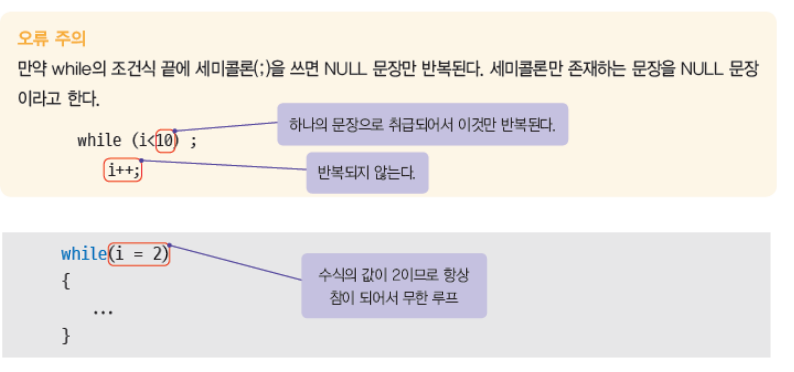 오류 주의
만약 while의 조건식 끝에 세미콜론(;)을 쓰면 NULL 문장만 반복된다. 세미콜론만 존재하는 문장을 NULL 문장
이라고 한다.
하나의 문장으로 취급되어서 이것만 반복된다.
while (i<10) ;
i++;
반복되지 않는다.
while(i = 2)
{
수식의 값이 2이므로 항상
참이 되어서 무한 루프
...
}